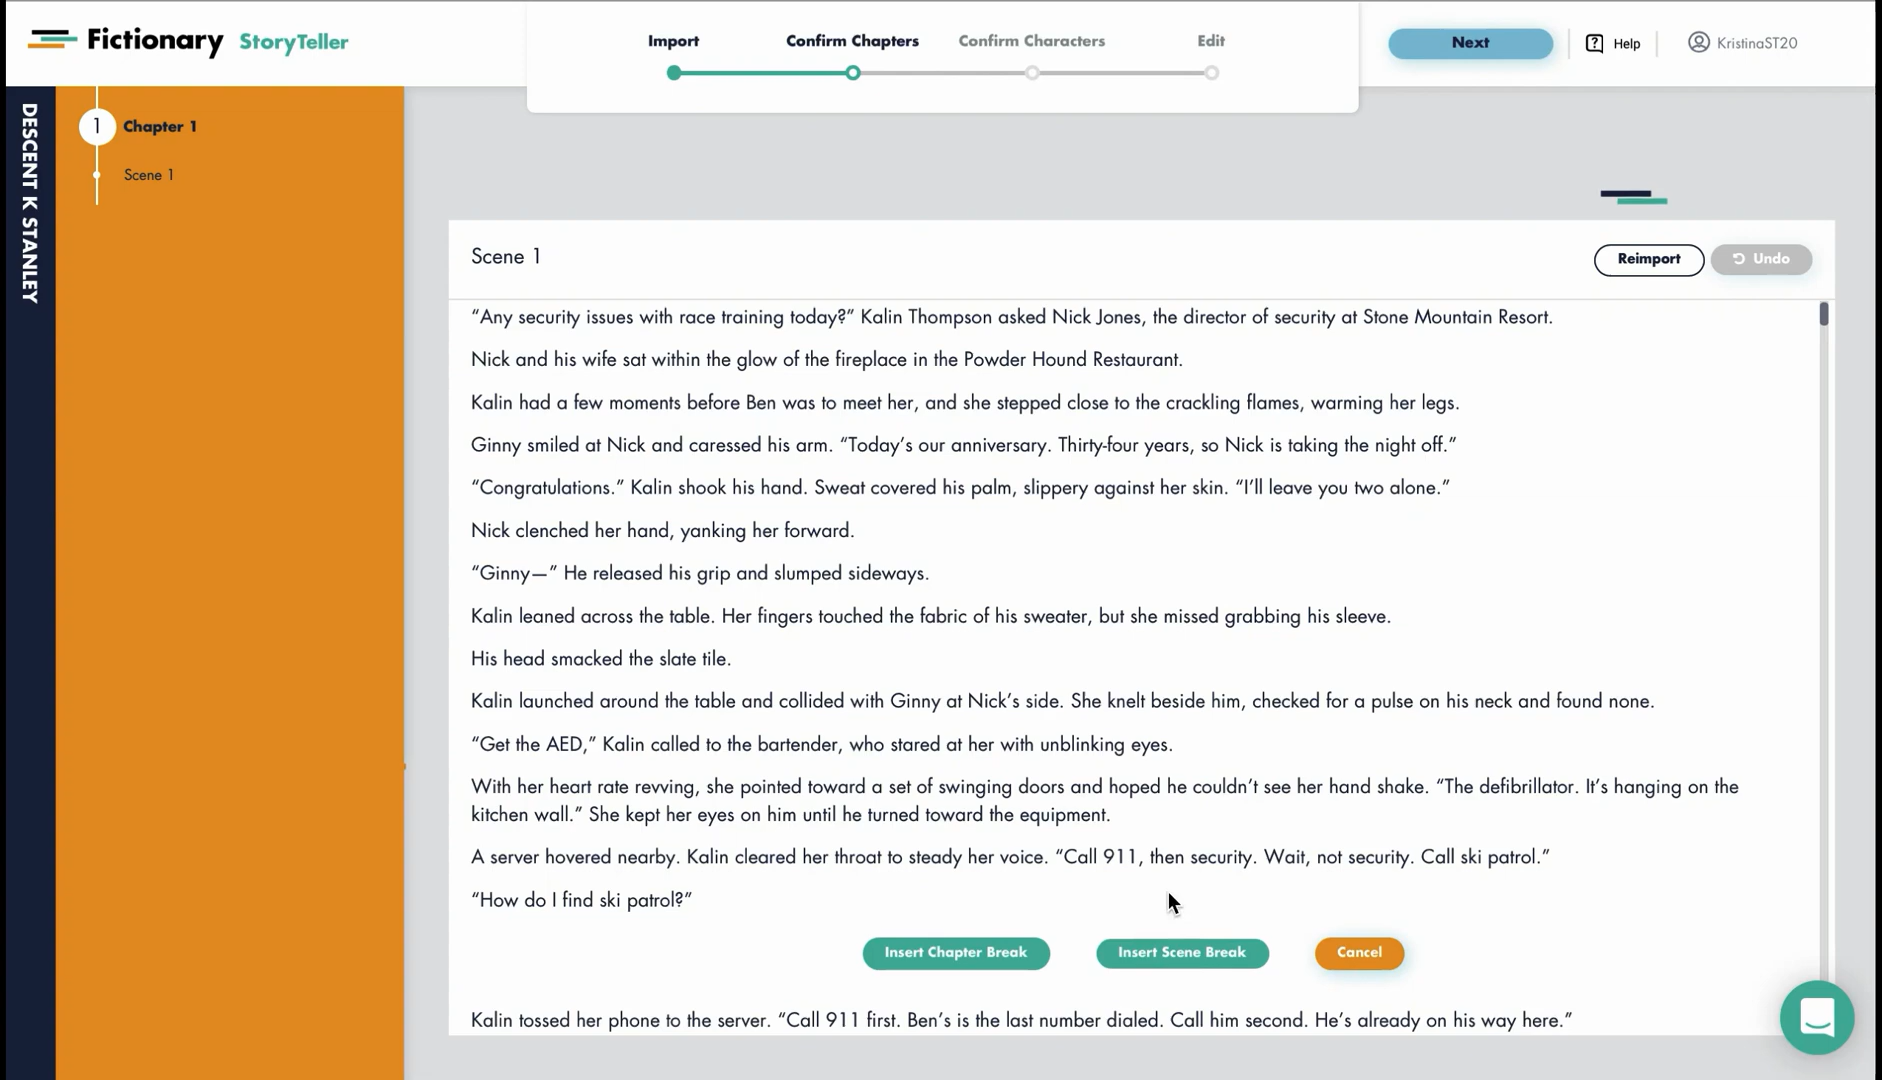 Fictionary StoryTeller
Import
Confirm Chapters
Confirm Characters
Edit
Next
? Help
KristinaST20
DESCENT K STANLEY
1 Chapter 1
Scene 1
Scene 1
Reimport
Undo
“Any security issues with race training today?” Kalin Thompson asked Nick Jones, the director of security at Stone Mountain Resort.
Nick and his wife sat within the glow of the fireplace in the Powder Hound Restaurant.
Kalin had a few moments before Ben was to meet her, and she stepped close to the crackling flames, warming her legs.
Ginny smiled at Nick and caressed his arm. “Today’s our anniversary. Thirty-four years, so Nick is taking the night off.”
“Congratulations.” Kalin shook his hand. Sweat covered his palm, slippery against her skin. “I’ll leave you two alone.”
Nick clenched her hand, yanking her forward.
“Ginny—” He released his grip and slumped sideways.
Kalin leaned across the table. Her fingers touched the fabric of his sweater, but she missed grabbing his sleeve.
His head smacked the slate tile.
Kalin launched around the table and collided with Ginny at Nick’s side. She knelt beside him, checked for a pulse on his neck and found none.
“Get the AED,” Kalin called to the bartender, who stared at her with unblinking eyes.
With her heart rate revving, she pointed toward a set of swinging doors and hoped he couldn’t see her hand shake. “The defibrillator. It’s hanging on the
kitchen wall.” She kept her eyes on him until he turned toward the equipment.
A server hovered nearby. Kalin cleared her throat to steady her voice. “Call 911, then security. Wait, not security. Call ski patrol.”
“How do I find ski patrol?”
Insert Chapter Break
Insert Scene Break
Cancel
Kalin tossed her phone to the server. “Call 911 first. Ben’s is the last number dialed. Call him second. He’s already on his way here.”